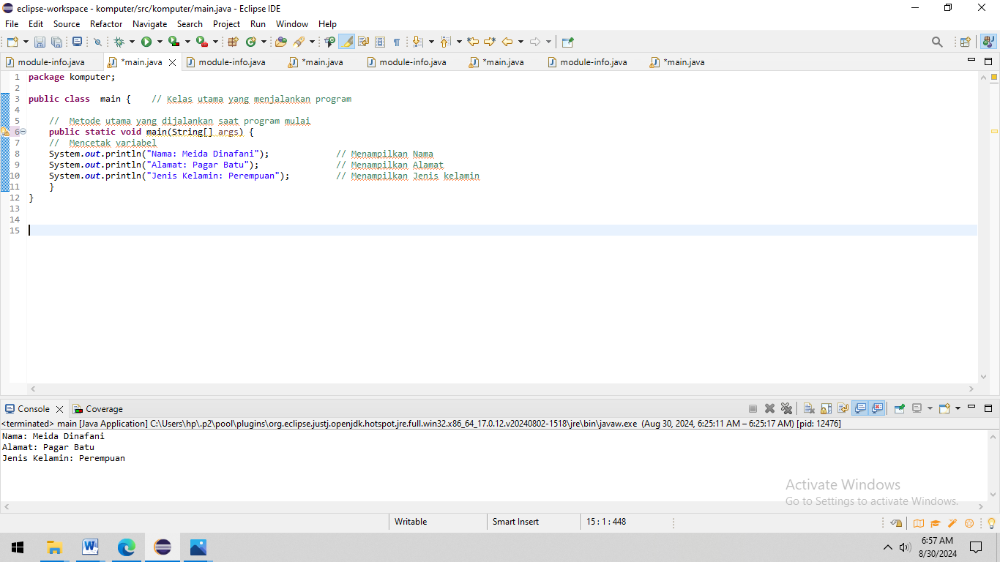 eclipse-workspace - komputer/src/komputer/main.java - Eclipse IDE
File Edit Source Refactor Navigate Search Project Run Window Help
module-info.java *main.java module-info.java *main.java module-info.java *main.java module-info.java *main.java
1 package komputer;
2
3 public class  main {    // Kelas utama yang menjalankan program
4
5     //  Metode utama yang dijalankan saat program mulai
6     public static void main(String[] args) {
7     //  Mencetak variabel
8     System.out.println("Nama: Meida Dinafani");             // Menampilkan Nama
9     System.out.println("Alamat: Pagar Batu");               // Menampilkan Alamat
10    System.out.println("Jenis Kelamin: Perempuan");         // Menampilkan Jenis kelamin
11    }
12 }
13
14
15
Console Coverage
<terminated> main [Java Application] C:\Users\hp\.p2\pool\plugins\org.eclipse.justj.openjdk.hotspot.jre.full.win32.x86_64_17.0.12.v20240802-1518\jre\bin\javaw.exe (Aug 30, 2024, 6:25:11 AM – 6:25:17 AM) [pid: 12476]
Nama: Meida Dinafani
Alamat: Pagar Batu
Jenis Kelamin: Perempuan
Activate Windows
Go to Settings to activate Windows.
Writable Smart Insert 15 : 1 : 448
6:57 AM
8/30/2024